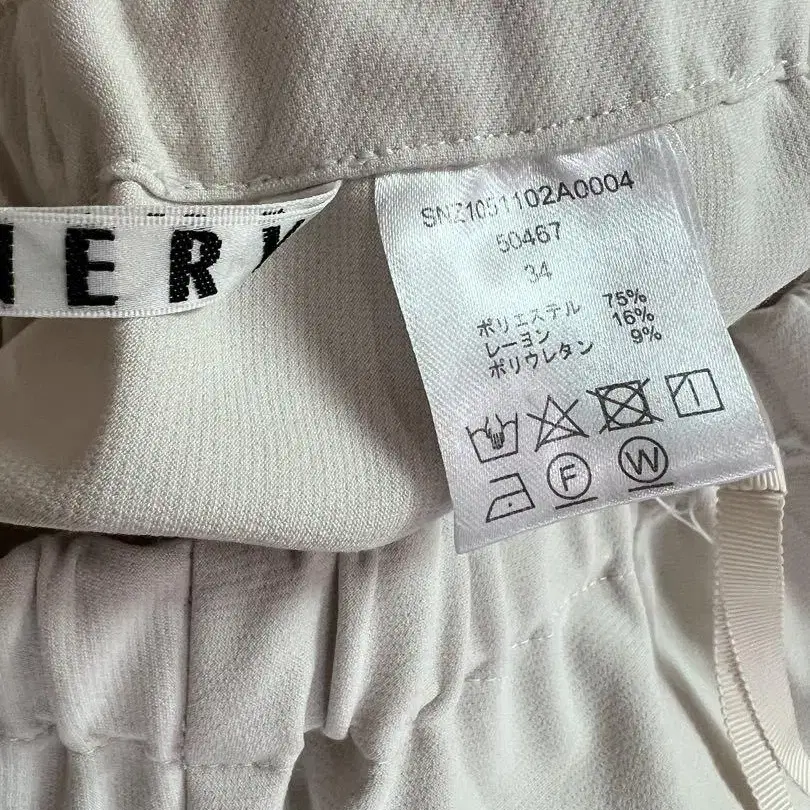 SNZ1051102A0004
50467
34
ポリエステル 75%
レーヨン 16%
ポリウレタン 9%
F
W